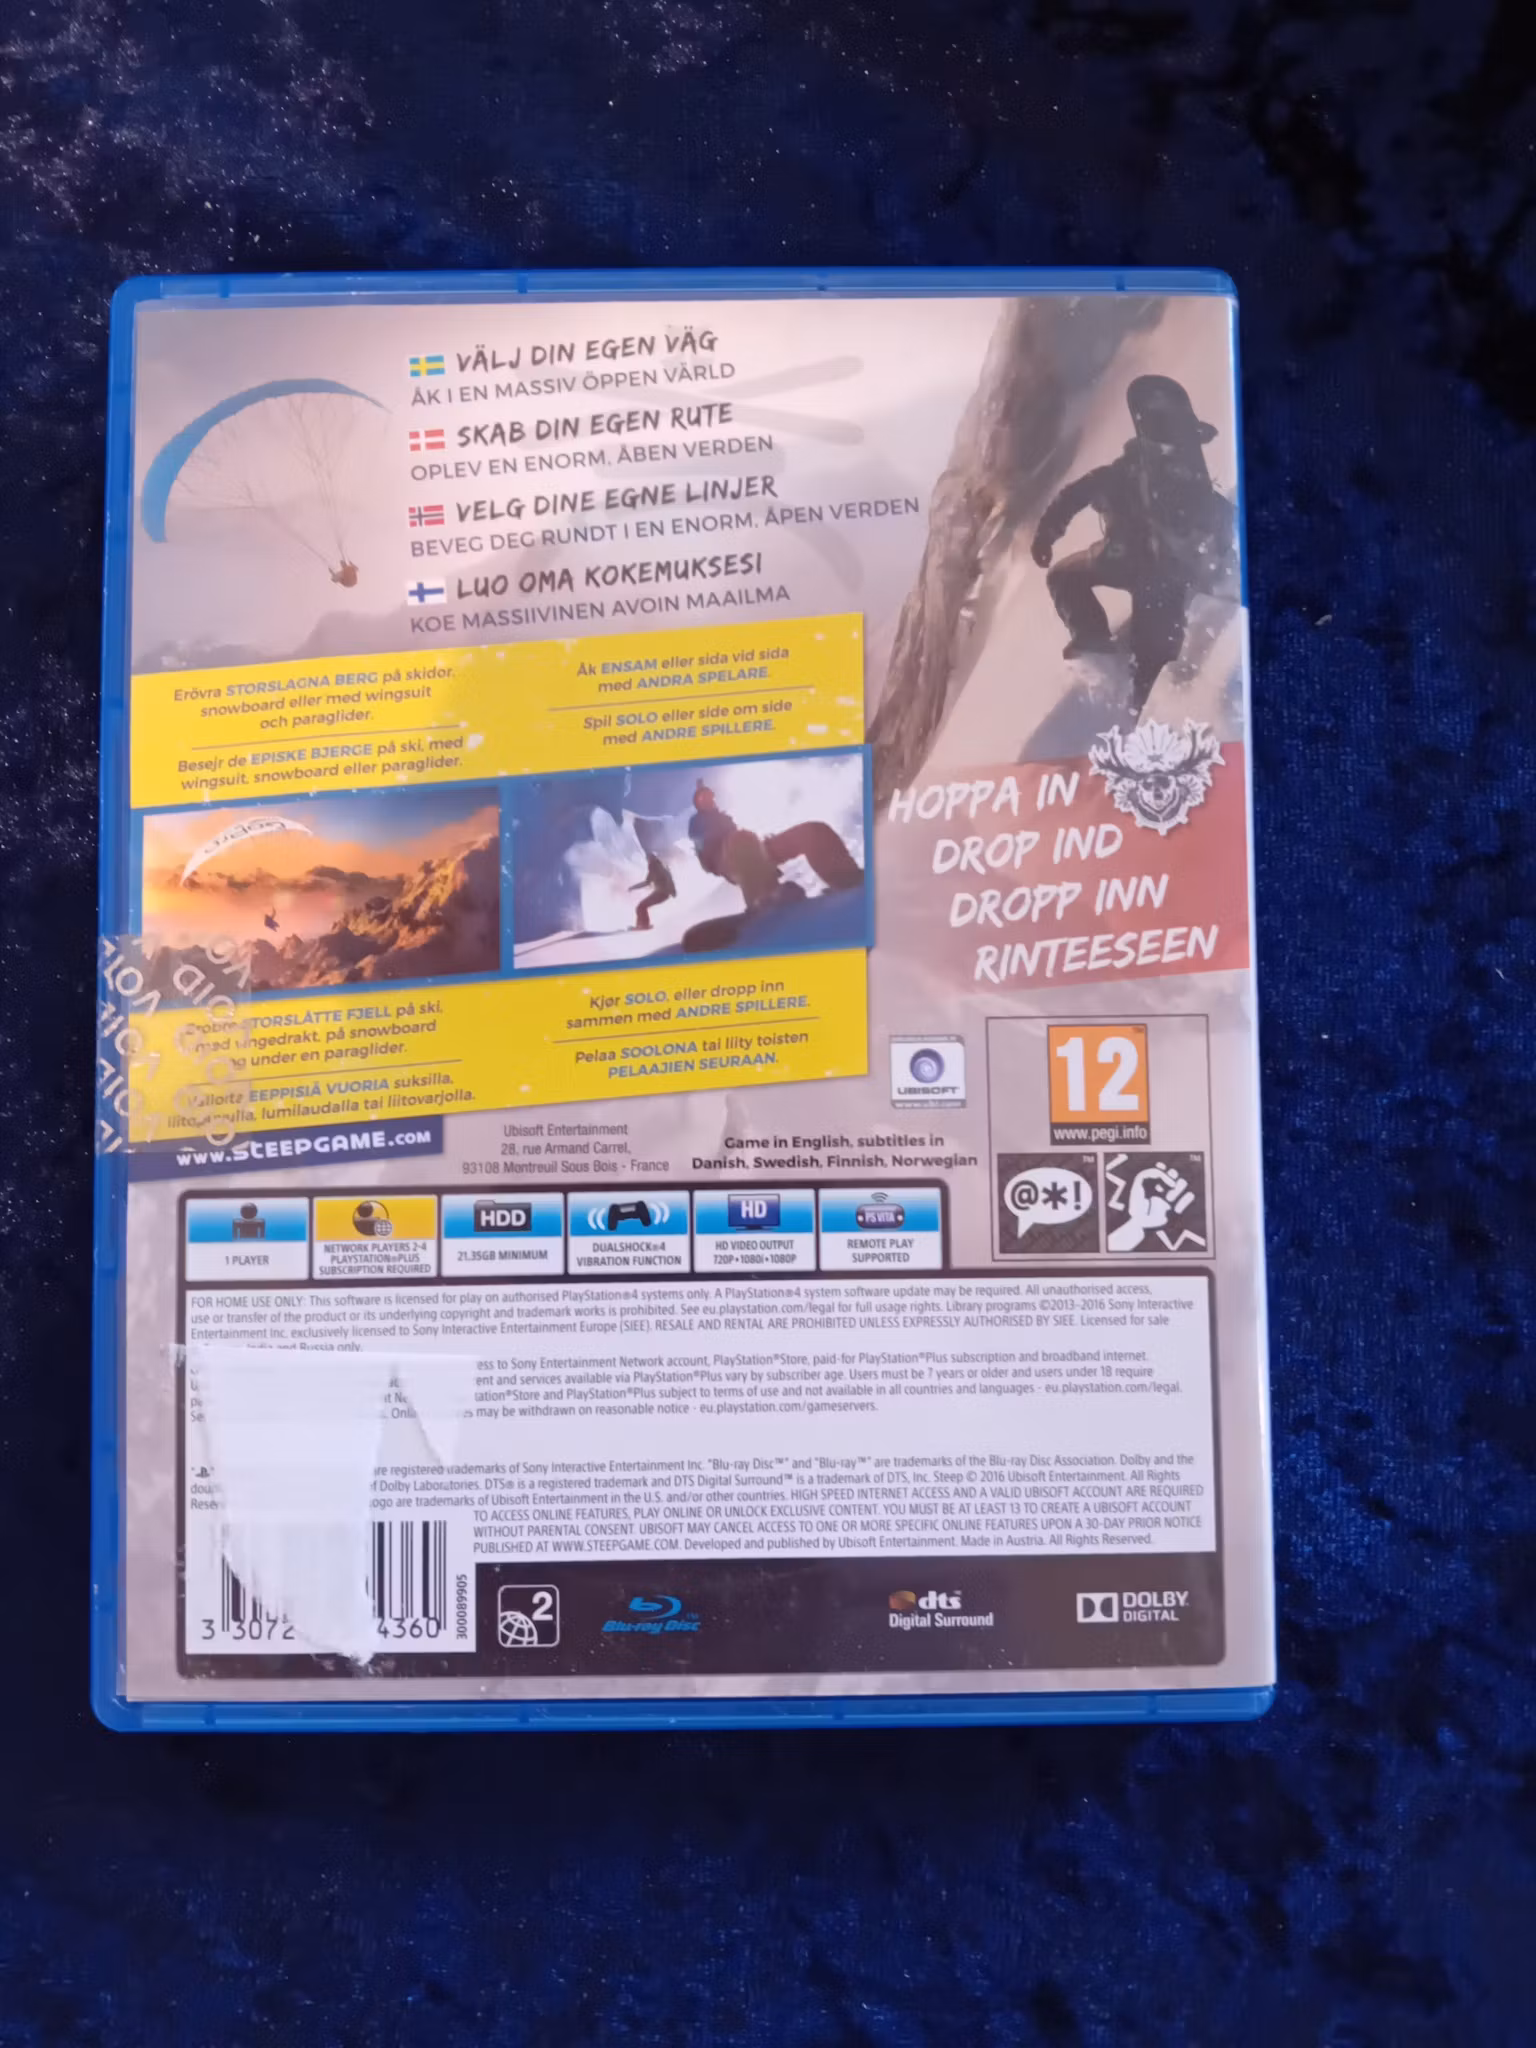 VÄLJ DIN EGEN VÄG
ÅK I EN MASSIV ÖPPEN VÄRLD
SKAB DIN EGEN RUTE
OPLEV EN ENORM, ÅBEN VERDEN
VELG DINE EGNE LINJER
BEVEG DEG RUNDT I EN ENORM, ÅPEN VERDEN
LUO OMA KOKEMUKSESI
KOE MASSIIVINEN AVOIN MAAILMA
Erövra STORSLAGNA BERG på skidor,
snowboard eller med wingsuit
och paraglider.
Besejr de EPISKE BJERGE på ski, med
wingsuit, snowboard eller paraglider.
Åk ENSAM eller sida vid sida
med ANDRA SPELARE.
Spil SOLO eller side om side
med ANDRE SPILLERE.
HOPPA IN
DROP IND
DROPP INN
RINTEESEEN
STORSLÅTTE FJELL på ski,
med vingedrakt, på snowboard
og under en paraglider.
EEPPISIÄ VUORIA suksilla,
lumilaudalla tai liitovarjolla.
Kjør SOLO, eller dropp inn
sammen med ANDRE SPILLERE.
Pelaa SOOLONA tai liity toisten
PELAAJIEN SEURAAN.
VOID
www.STEEPGAME.COM
Ubisoft Entertainment
28, rue Armand Carrel,
93108 Montreuil Sous Bois - France
Game in English, subtitles in
Danish, Swedish, Finnish, Norwegian
UBISOFT
12
www.pegi.info
@*!
1 PLAYER
NETWORK PLAYERS 2-4
PLAYSTATION®PLUS
SUBSCRIPTION REQUIRED
HDD
21.35GB MINIMUM
DUALSHOCK®4
VIBRATION FUNCTION
HD
HD VIDEO OUTPUT
720P•1080i•1080P
PS VITA
REMOTE PLAY
SUPPORTED
FOR HOME USE ONLY: This software is licensed for play on authorised PlayStation®4 systems only. A PlayStation®4 system software update may be required. All unauthorised access,
use or transfer of the product or its underlying copyright and trademark works is prohibited. See eu.playstation.com/legal for full usage rights. Library programs ©2013-2016 Sony Interactive
Entertainment Inc. exclusively licensed to Sony Interactive Entertainment Europe (SIEE). RESALE AND RENTAL ARE PROHIBITED UNLESS EXPRESSLY AUTHORISED BY SIEE. Licensed for sale
India and Russia only.
ess to Sony Entertainment Network account, PlayStation®Store, paid-for PlayStation®Plus subscription and broadband internet.
ent and services available via PlayStation®Plus vary by subscriber age. Users must be 7 years or older and users under 18 require
tation®Store and PlayStation®Plus subject to terms of use and not available in all countries and languages - eu.playstation.com/legal.
es may be withdrawn on reasonable notice - eu.playstation.com/gameservers.
re registered trademarks of Sony Interactive Entertainment Inc. "Blu-ray Disc™" and "Blu-ray™" are trademarks of the Blu-ray Disc Association. Dolby and the
f Dolby Laboratories. DTS® is a registered trademark and DTS Digital Surround™ is a trademark of DTS, Inc. Steep © 2016 Ubisoft Entertainment. All Rights
ogo are trademarks of Ubisoft Entertainment in the U.S. and/or other countries. HIGH SPEED INTERNET ACCESS AND A VALID UBISOFT ACCOUNT ARE REQUIRED
TO ACCESS ONLINE FEATURES, PLAY ONLINE OR UNLOCK EXCLUSIVE CONTENT. YOU MUST BE AT LEAST 13 TO CREATE A UBISOFT ACCOUNT
WITHOUT PARENTAL CONSENT. UBISOFT MAY CANCEL ACCESS TO ONE OR MORE SPECIFIC ONLINE FEATURES UPON A 30-DAY PRIOR NOTICE
PUBLISHED AT WWW.STEEPGAME.COM. Developed and published by Ubisoft Entertainment. Made in Austria. All Rights Reserved.
3 3072 4360
300089905
2
Blu-ray Disc
dts
Digital Surround
DOLBY
DIGITAL